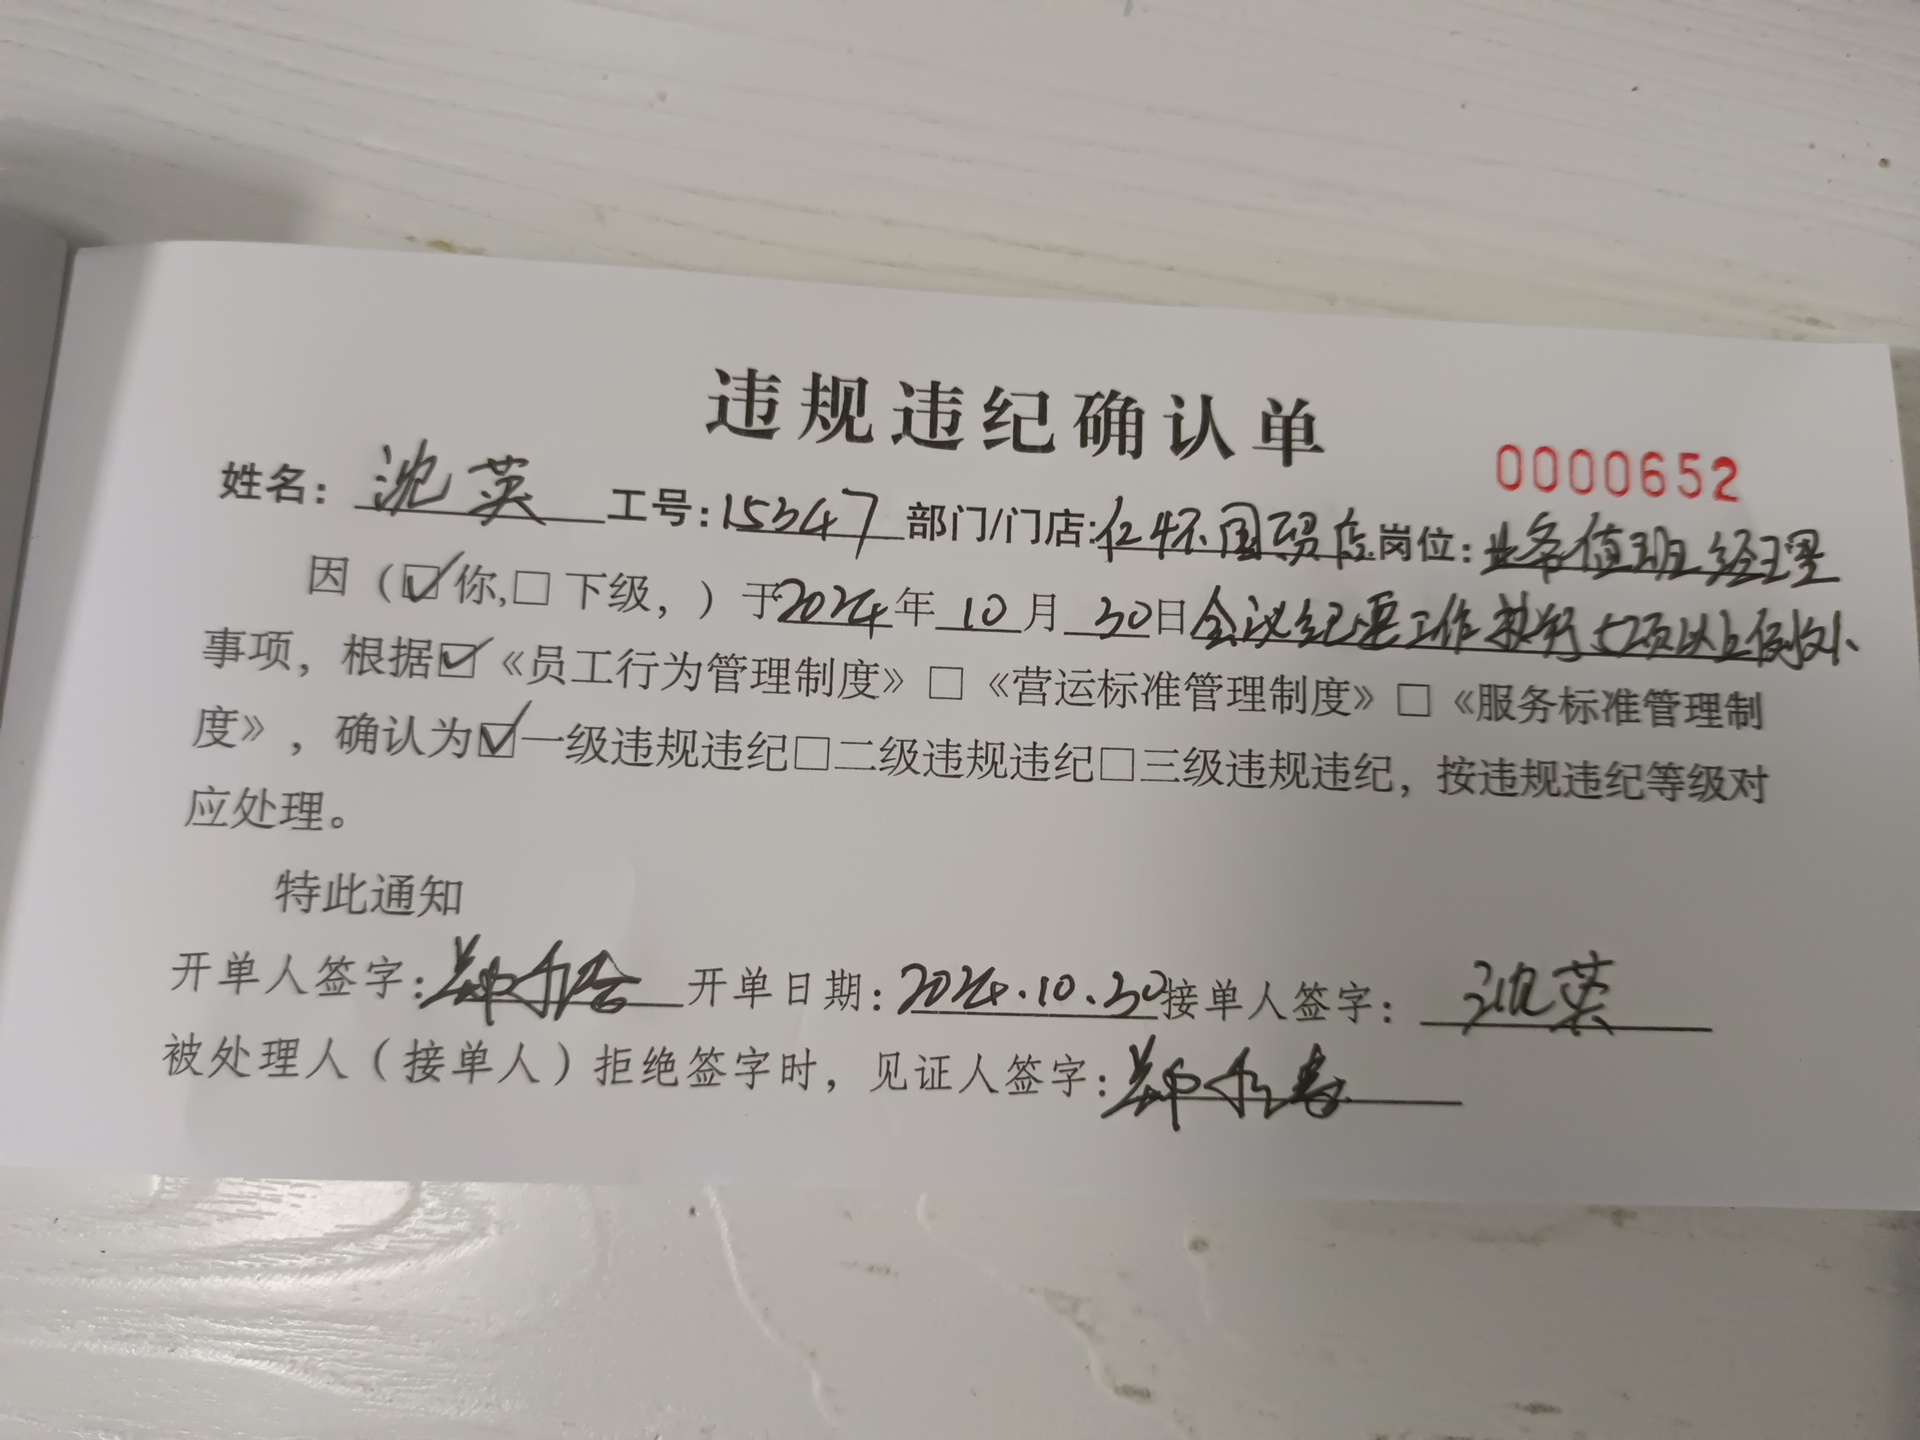 违规违纪确认单
0000652
姓名：沈英 工号：15347 部门/门店：仁怀国贸店 岗位：业务值班经理
因（☑你，□下级，）于2024年10月30日会议纪要工作执行5项以上例外
事项，根据☑《员工行为管理制度》□《营运标准管理制度》□《服务标准管理制
度》，确认为☑一级违规违纪□二级违规违纪□三级违规违纪，按违规违纪等级对
应处理。
特此通知
开单人签字： 开单日期：2024.10.30 接单人签字：沈英
被处理人（接单人）拒绝签字时，见证人签字：